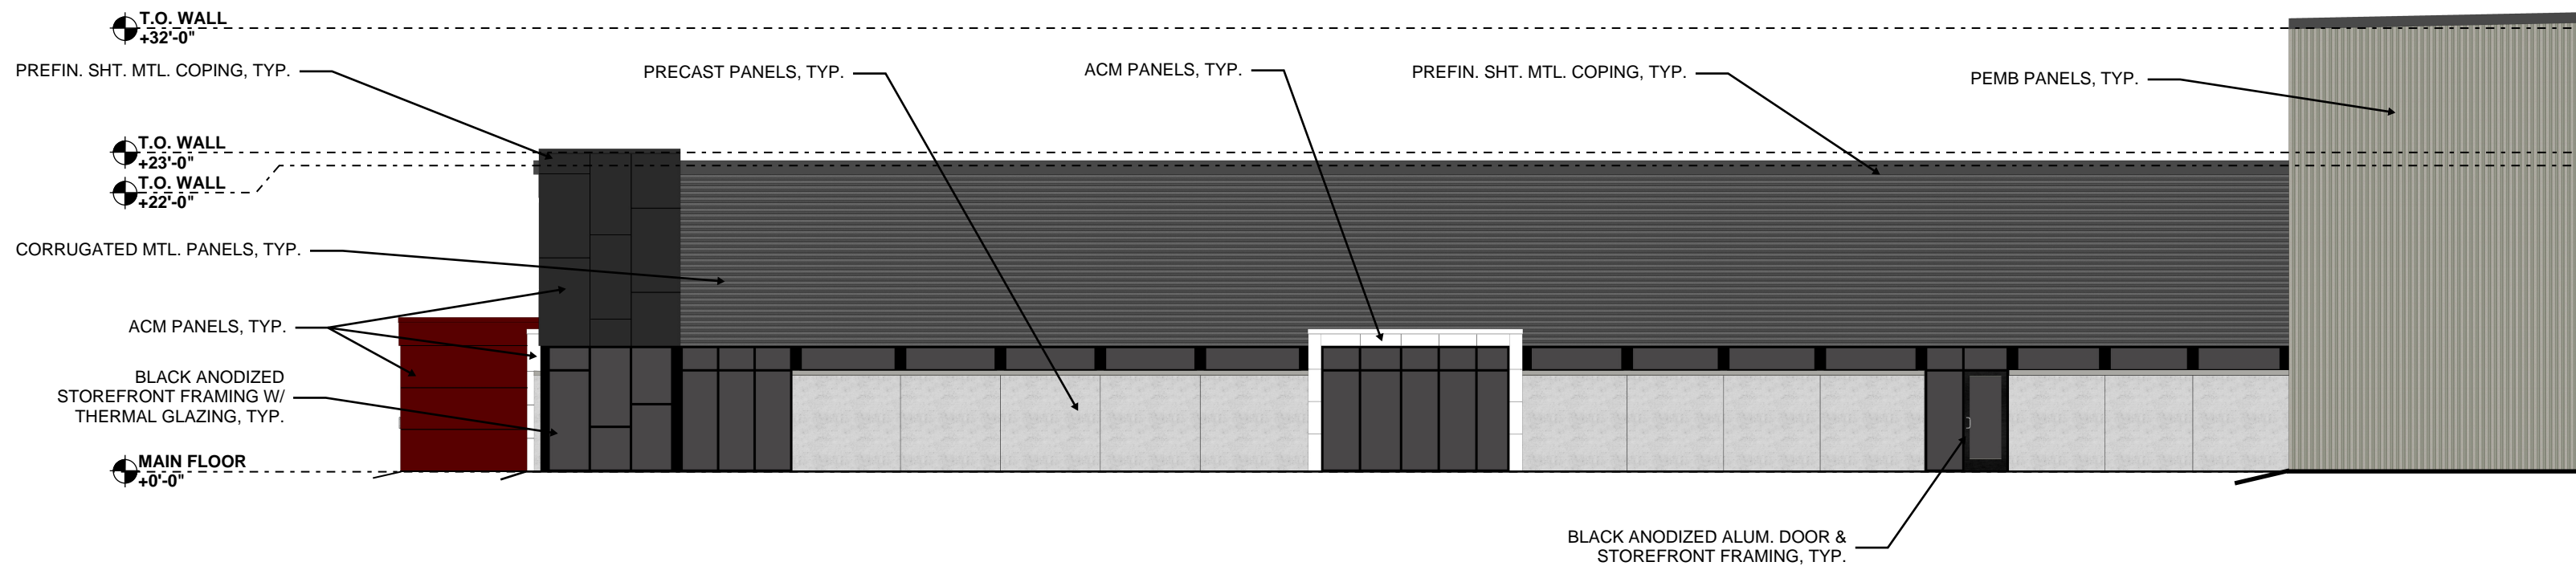 T.O. WALL
+32'-0"
PREFIN. SHT. MTL. COPING, TYP.
PRECAST PANELS, TYP.
ACM PANELS, TYP.
PREFIN. SHT. MTL. COPING, TYP.
PEMB PANELS, TYP.
T.O. WALL
+23'-0"
T.O. WALL
+22'-0"
CORRUGATED MTL. PANELS, TYP.
ACM PANELS, TYP.
BLACK ANODIZED
STOREFRONT FRAMING W/
THERMAL GLAZING, TYP.
MAIN FLOOR
+0'-0"
BLACK ANODIZED ALUM. DOOR &
STOREFRONT FRAMING, TYP.